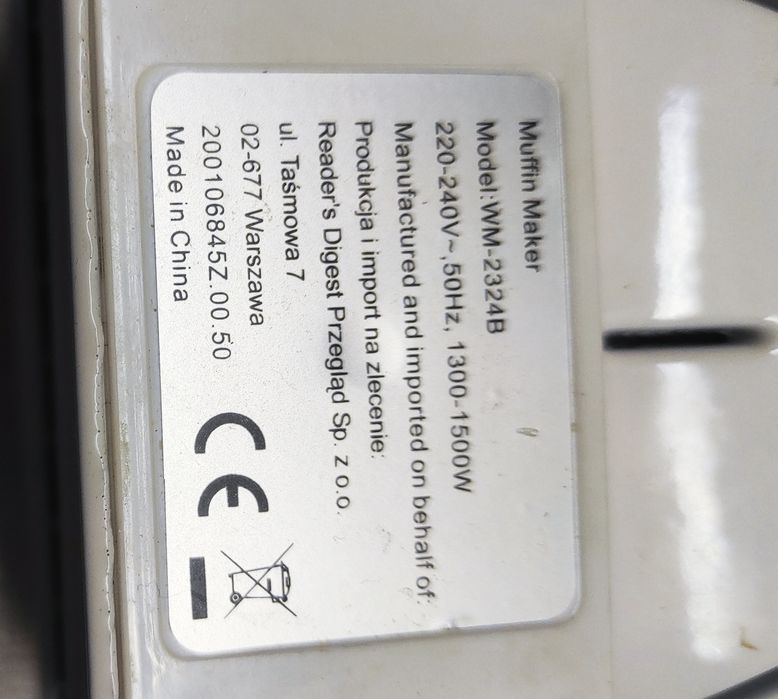 Muffin Maker
Model:WM-2324B
220-240V~,50Hz, 1300-1500W
Manufactured and imported on behalf of:
Produkcja i import na zlecenie:
Reader's Digest Przegląd Sp. z o.o.
ul. Taśmowa 7
02-677 Warszawa
200106845Z.00.50
Made in China
CE